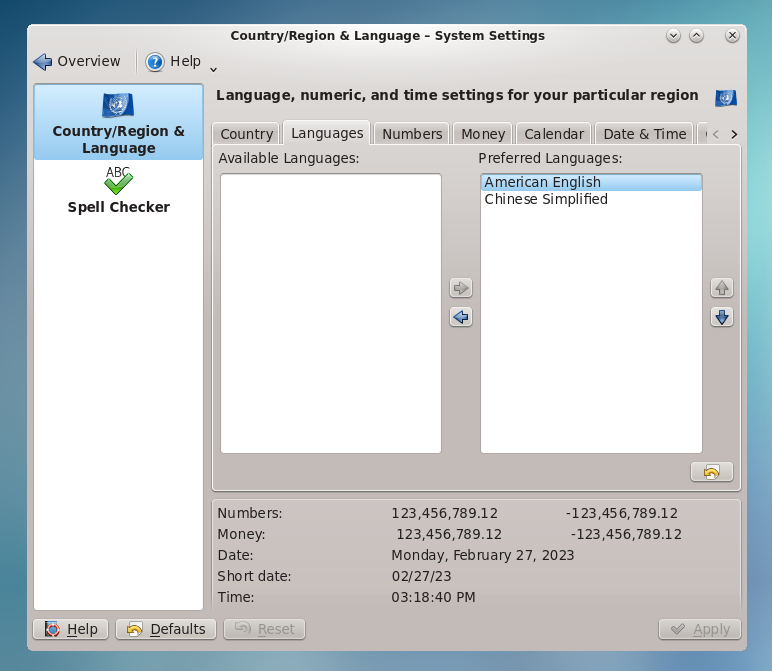 Country/Region & Language – System Settings
Overview
Help
Country/Region &
Language
ABC
Spell Checker
Language, numeric, and time settings for your particular region
Country Languages Numbers Money Calendar Date & Time
Available Languages:
Preferred Languages:
American English
Chinese Simplified
Numbers: 123,456,789.12 -123,456,789.12
Money: 123,456,789.12 -123,456,789.12
Date: Monday, February 27, 2023
Short date: 02/27/23
Time: 03:18:40 PM
Help Defaults Reset Apply